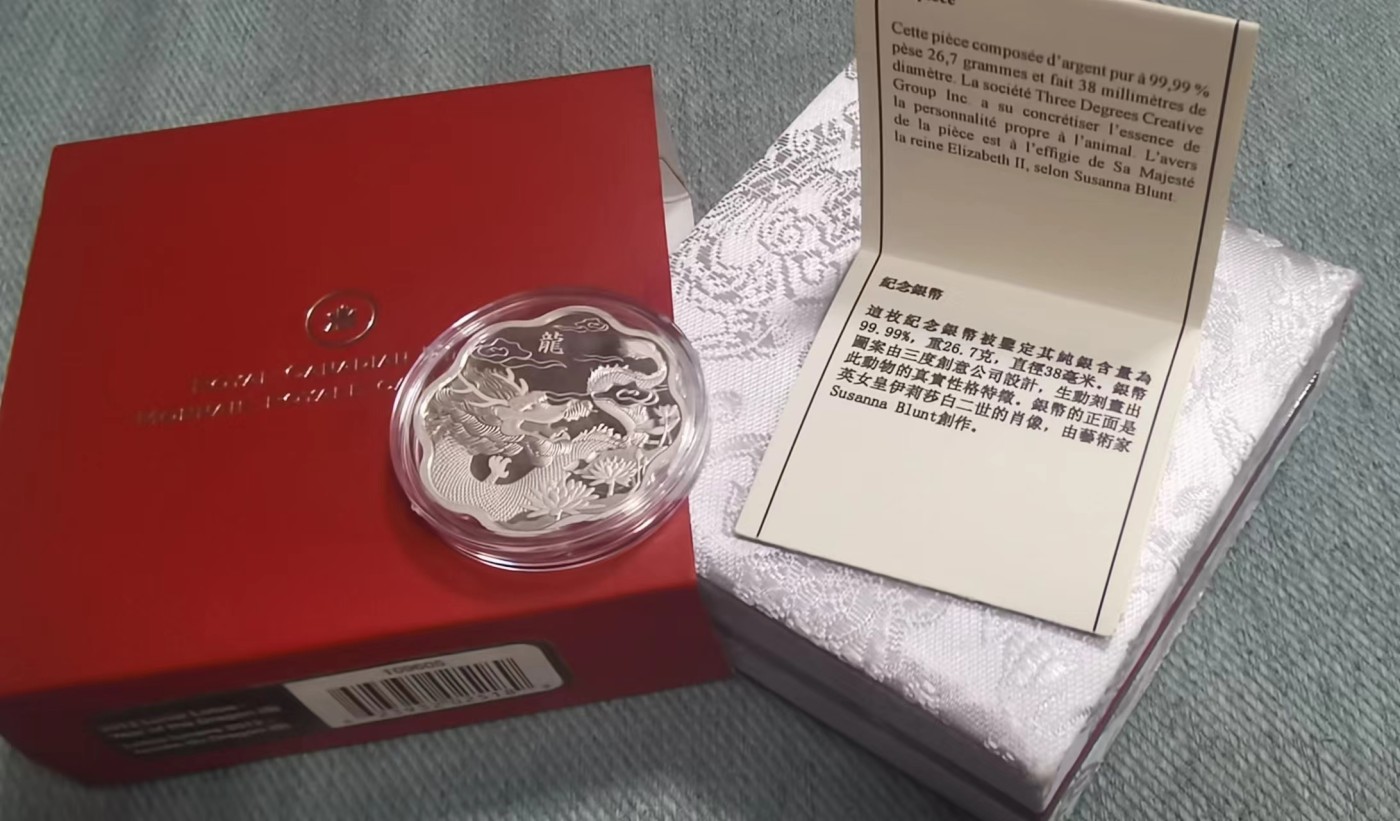 ROYAL CANADIAN
MONNAIE ROYALE CA
龍
109605
Cette pièce composée d'argent pur à 99,99 %
pèse 26,7 grammes et fait 38 millimètres de
diamètre. La société Three Degrees Creative
Group Inc. a su concrétiser l'essence de
la personnalité propre à l'animal. L'avers
de la pièce est à l'effigie de Sa Majesté
la reine Elizabeth II, selon Susanna Blunt.
紀念銀幣
這枚紀念銀幣被鑒定其純銀含量為
99.99%，重26.7克，直徑38毫米。銀幣
圖案由三度創意公司設計，生動刻畫出
此動物的真實性格特徵。銀幣的正面是
英女皇伊莉莎白二世的肖像，由藝術家
Susanna Blunt創作。